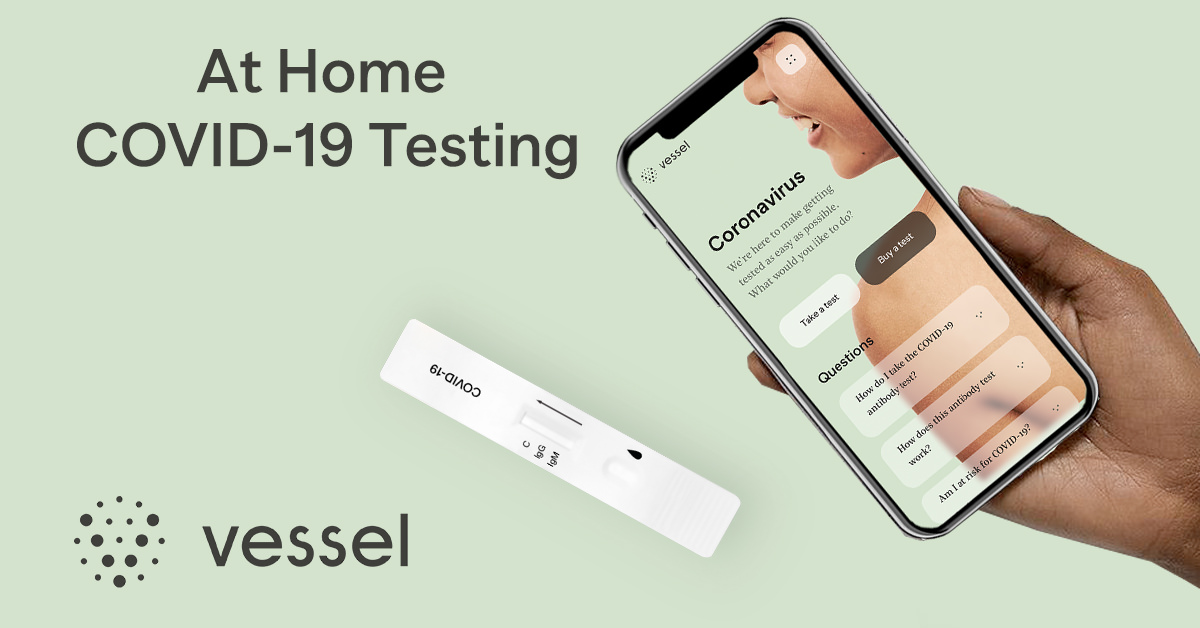 At Home
COVID-19 Testing
vessel
Coronavirus
We're here to make getting
tested as easy as possible.
What would you like to do?
Take a test
Buy a test
Questions
How do I take the COVID-19
antibody test?
How does this antibody test
work?
Am I at risk for COVID-19?
COVID-19
C
IgG
IgM
vessel